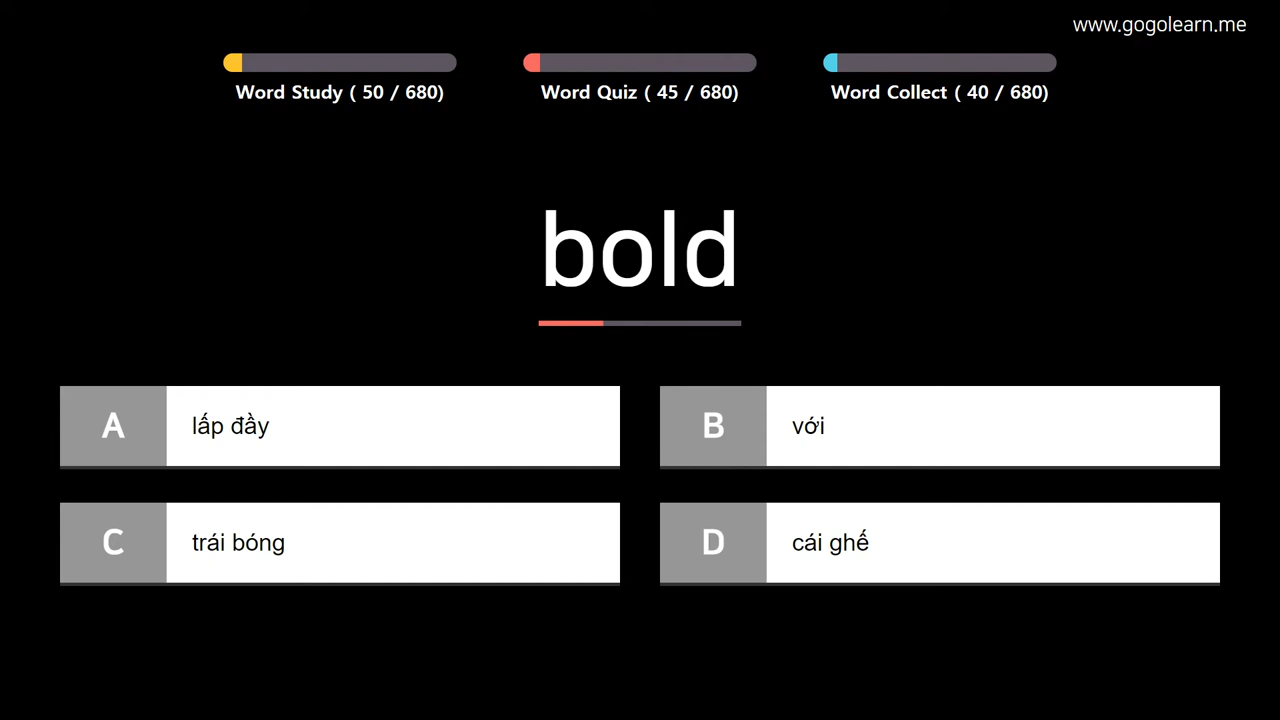 www.gogolearn.me
Word Study ( 50 / 680)
Word Quiz ( 45 / 680)
Word Collect ( 40 / 680)
bold
A lấp đầy
B với
C trái bóng
D cái ghế